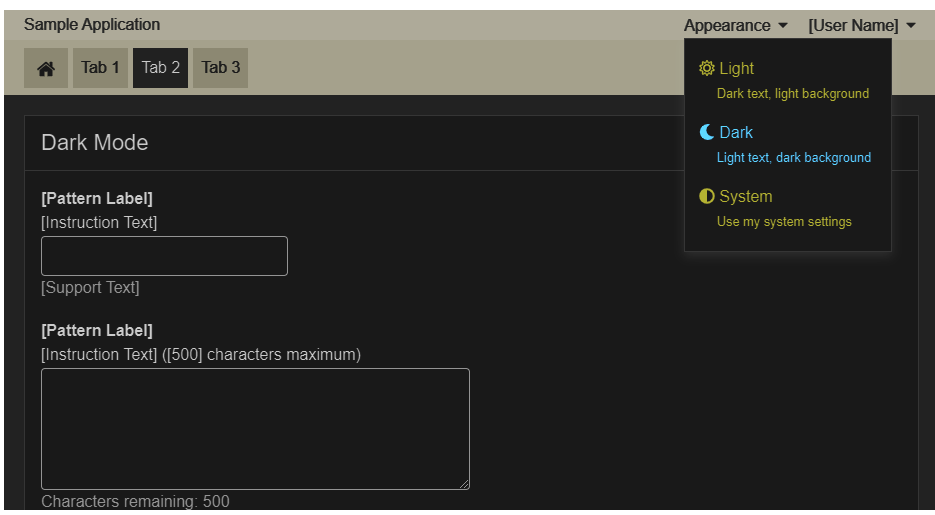 Sample Application
Appearance [User Name]
Tab 1 Tab 2 Tab 3
Light
Dark text, light background
Dark
Light text, dark background
System
Use my system settings
Dark Mode
[Pattern Label]
[Instruction Text]
[Support Text]
[Pattern Label]
[Instruction Text] ([500] characters maximum)
Characters remaining: 500